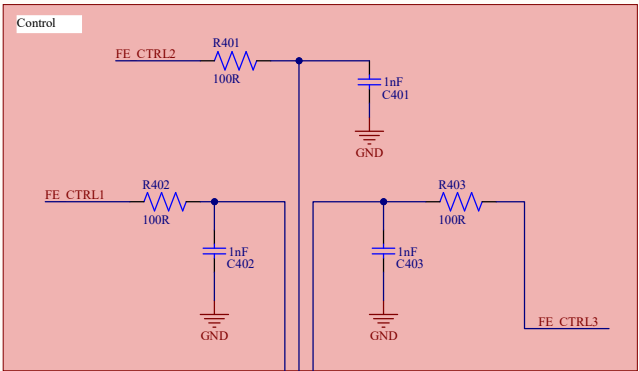 Control
R401
FE_CTRL2
100R
1nF
C401
GND
R402
R403
FE_CTRL1
100R
100R
1nF
C402
1nF
C403
FE_CTRL3
GND
GND